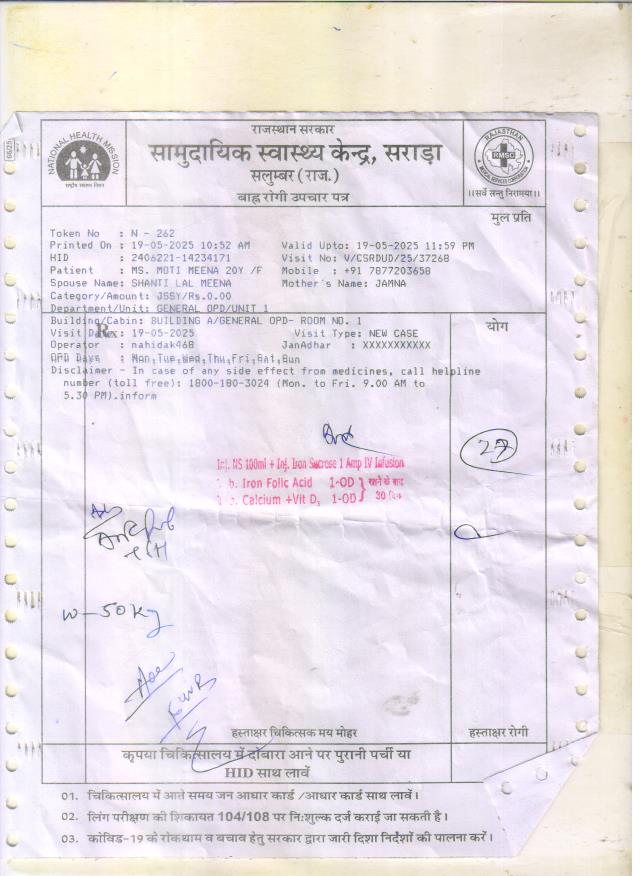 राजस्थान सरकार
सामुदायिक स्वास्थ्य केन्द्र, सराड़ा
सलुम्बर (राज.)
बाह्य रोगी उपचार पत्र
NATIONAL HEALTH MISSION
राष्ट्रीय स्वास्थ्य मिशन
RAJASTHAN
RMSC
MEDICAL SERVICES CORPORATION
।।सर्वे सन्तु निरामया।।
मुल प्रति
Token No : N - 262
Printed On : 19-05-2025 10:52 AM Valid Upto: 19-05-2025 11:59 PM
HID : 2406221-14234171 Visit No: V/CSRDUD/25/37268
Patient : MS. MOTI MEENA 20Y /F Mobile : +91 7877203658
Spouse Name: SHANTI LAL MEENA Mother's Name: JAMNA
Category/Amount: JSSY/Rs.0.00
Department/Unit: GENERAL OPD/UNIT 1
Building/Cabin: BUILDING A/GENERAL OPD- ROOM NO. 1
योग
Rx
Visit Date: 19-05-2025 Visit Type: NEW CASE
Operator : nahidak468 JanAdhar : XXXXXXXXXXX
OPD Days : Mon,Tue,Wed,Thu,Fri,Sat,Sun
Disclaimer - In case of any side effect from medicines, call helpline
number (toll free): 1800-180-3024 (Mon. to Fri. 9.00 AM to
5.30 PM).inform
27
Inj. NS 100ml + Inj. Iron Sucrose 1 Amp IV Infusion
b. Iron Folic Acid 1-OD } खाने के बाद
Calcium +Vit D3 1-OD } 30 दिन
W-50Kg
हस्ताक्षर चिकित्सक मय मोहर
हस्ताक्षर रोगी
कृपया चिकित्सालय में दोबारा आने पर पुरानी पर्ची या
HID साथ लावें
01. चिकित्सालय में आते समय जन आधार कार्ड /आधार कार्ड साथ लावें।
02. लिंग परीक्षण की शिकायत 104/108 पर नि:शुल्क दर्ज कराई जा सकती है।
03. कोविड-19 के रोकथाम व बचाव हेतु सरकार द्वारा जारी दिशा निर्देशों की पालना करें।